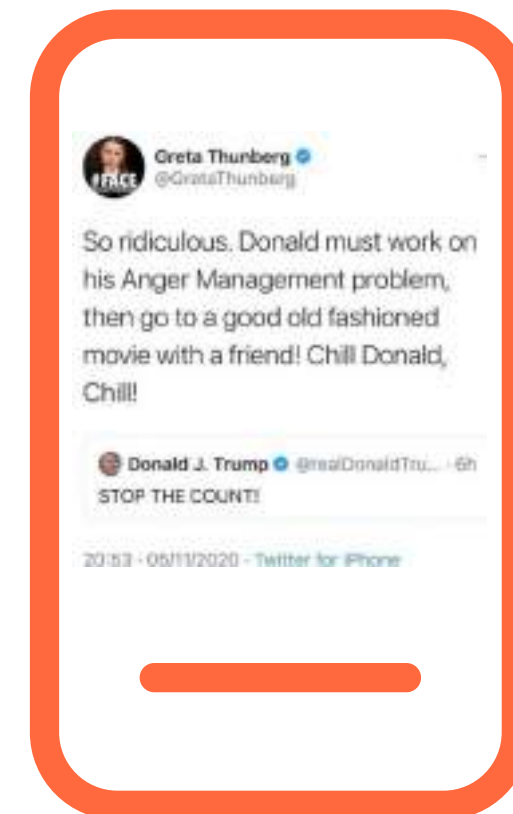 Greta Thunberg
#FACE
@GretaThunberg
So ridiculous. Donald must work on
his Anger Management problem,
then go to a good old fashioned
movie with a friend! Chill Donald,
Chill!
Donald J. Trump @realDonaldTru... · 6h
STOP THE COUNT!
20:53 · 05/11/2020 · Twitter for iPhone